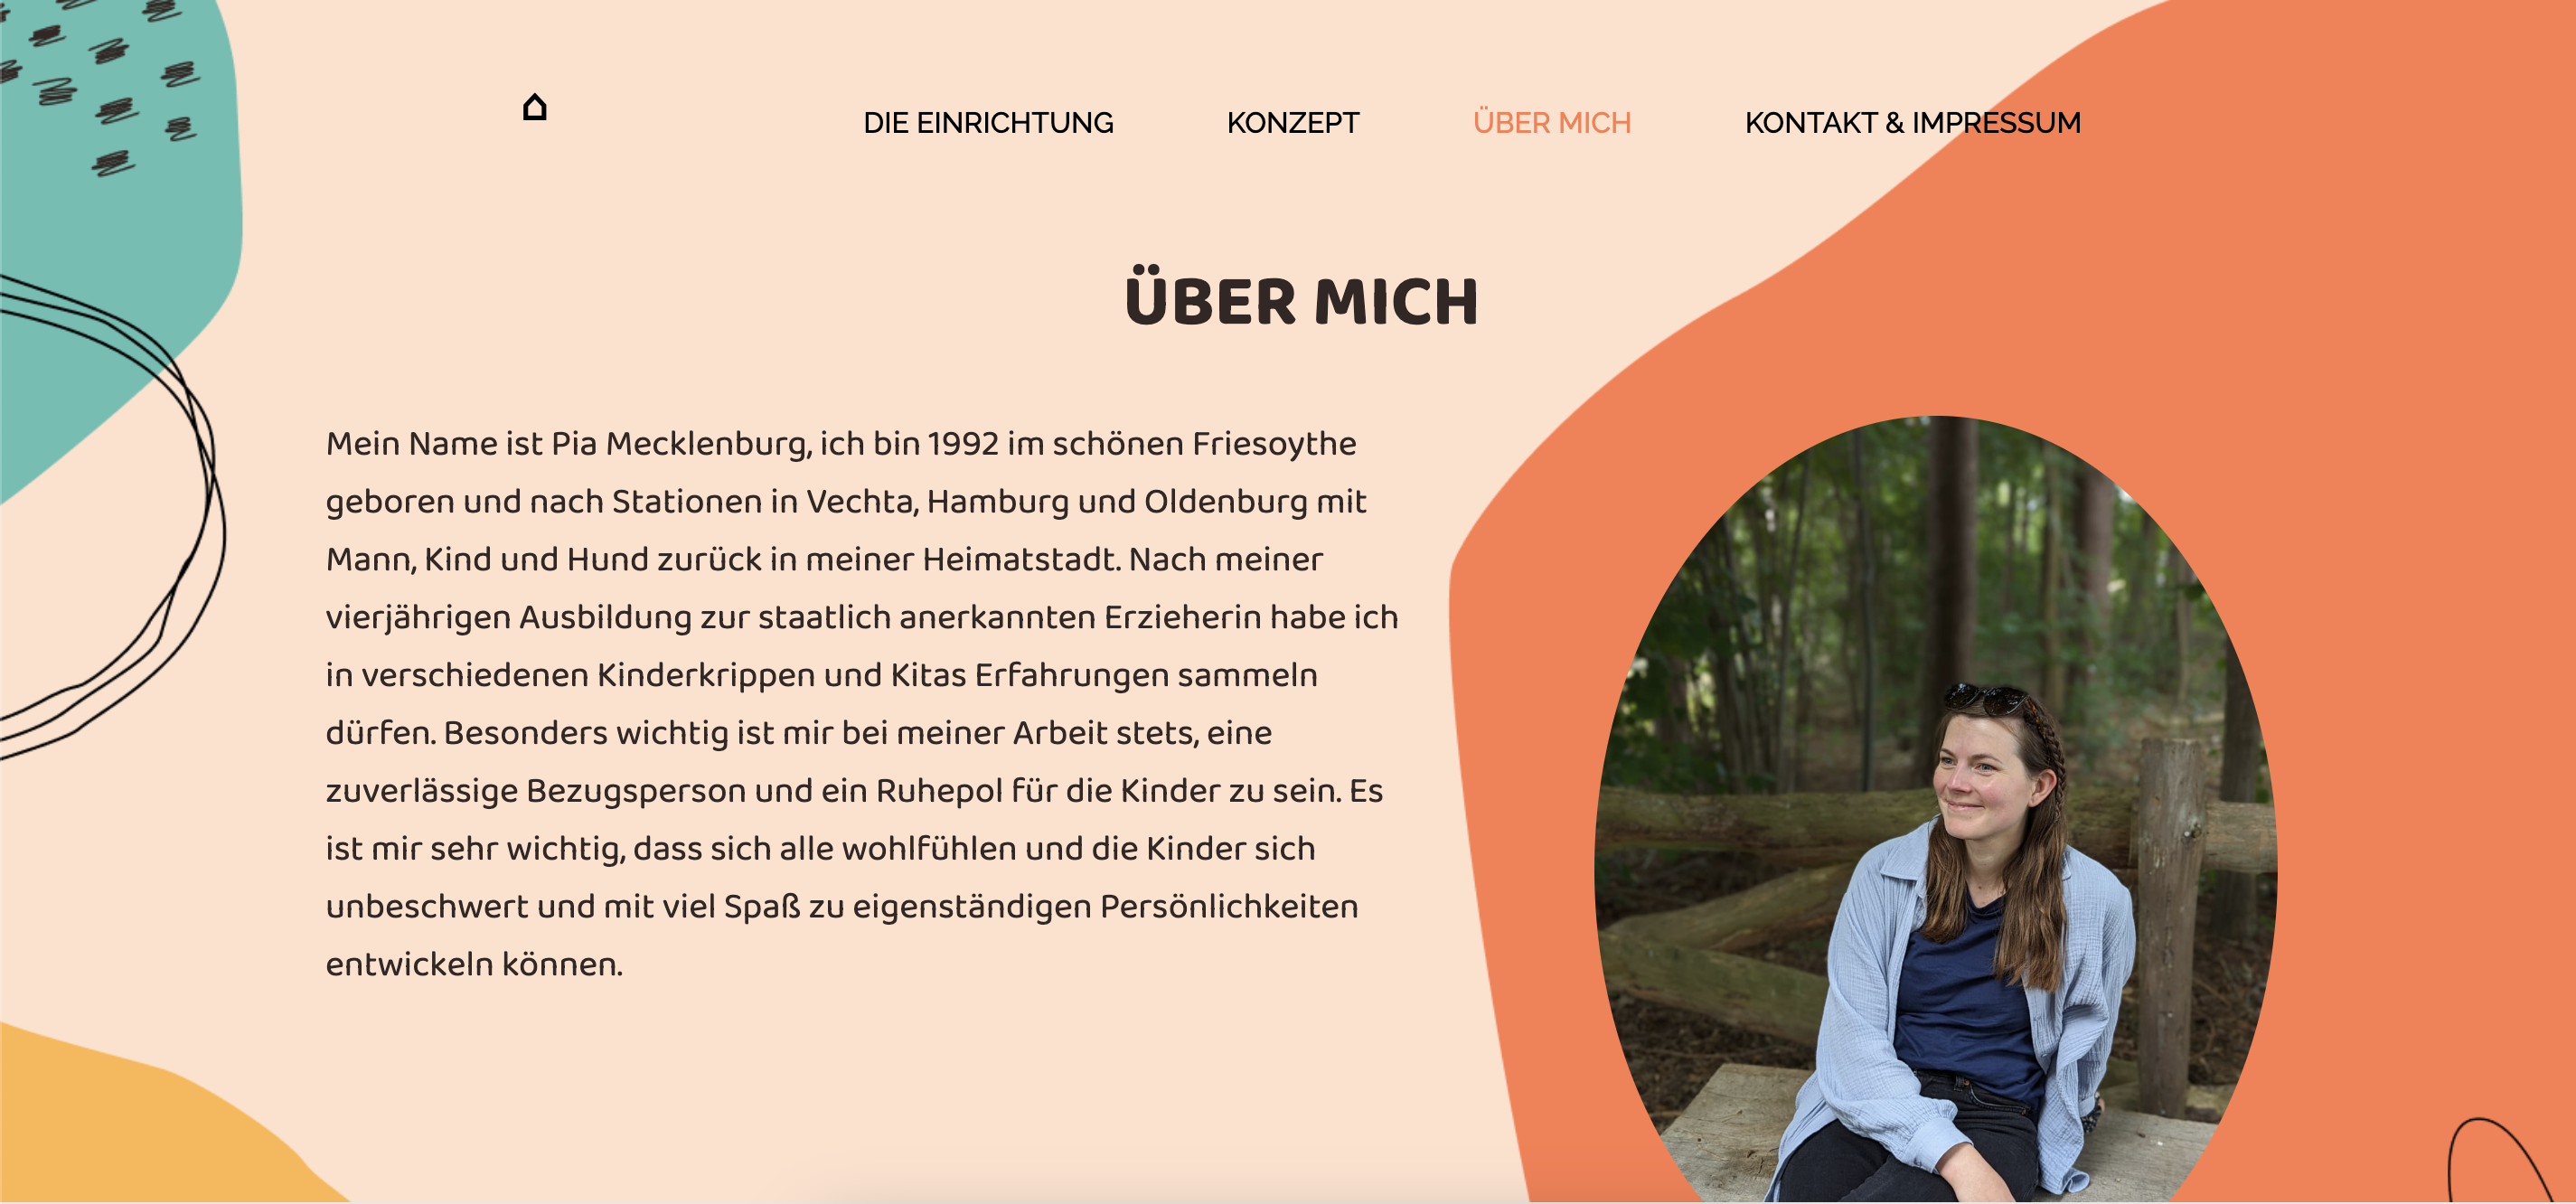 DIE EINRICHTUNG KONZEPT ÜBER MICH KONTAKT & IMPRESSUM
ÜBER MICH
Mein Name ist Pia Mecklenburg, ich bin 1992 im schönen Friesoythe
geboren und nach Stationen in Vechta, Hamburg und Oldenburg mit
Mann, Kind und Hund zurück in meiner Heimatstadt. Nach meiner
vierjährigen Ausbildung zur staatlich anerkannten Erzieherin habe ich
in verschiedenen Kinderkrippen und Kitas Erfahrungen sammeln
dürfen. Besonders wichtig ist mir bei meiner Arbeit stets, eine
zuverlässige Bezugsperson und ein Ruhepol für die Kinder zu sein. Es
ist mir sehr wichtig, dass sich alle wohlfühlen und die Kinder sich
unbeschwert und mit viel Spaß zu eigenständigen Persönlichkeiten
entwickeln können.